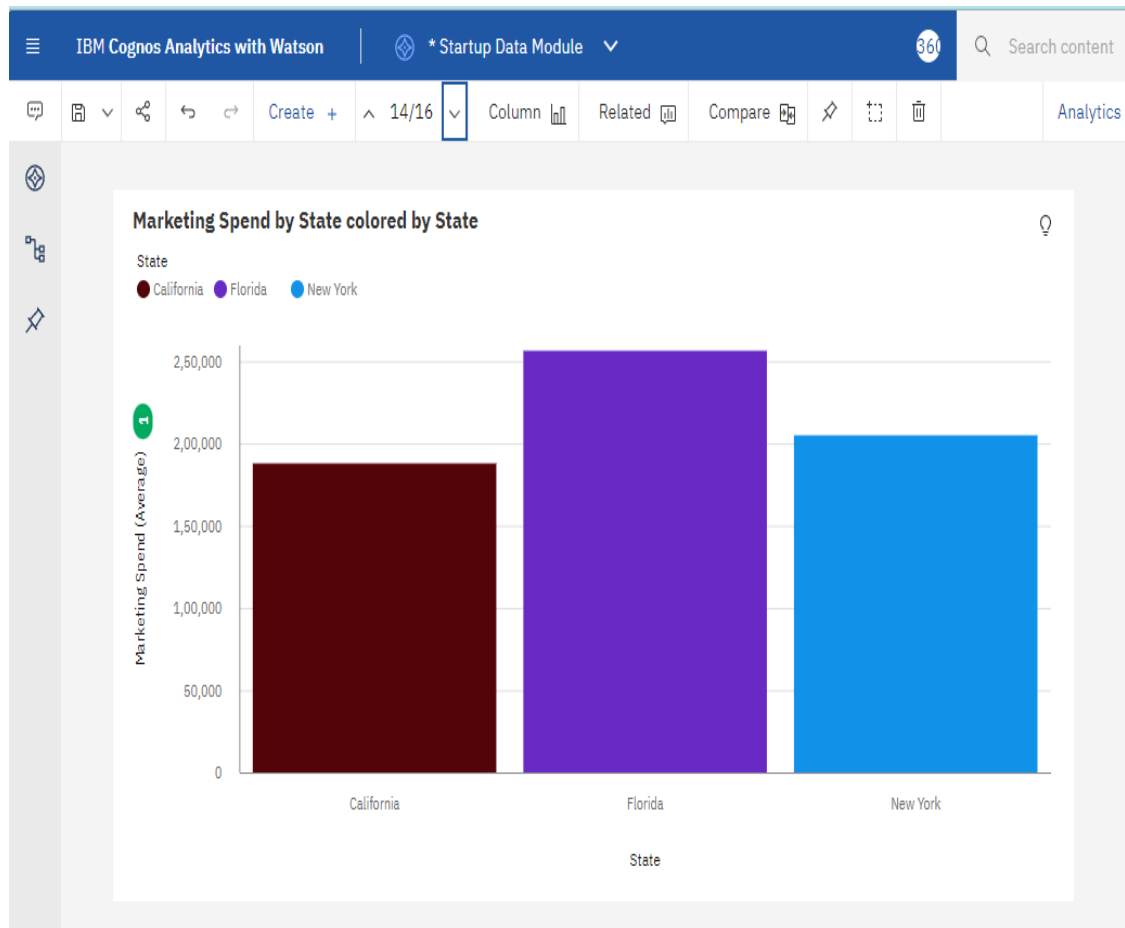 IBM Cognos Analytics with Watson
* Startup Data Module
360
Search content
Create + 14/16 Column Related Compare Analytics
Marketing Spend by State colored by State
State
California Florida New York
2,50,000
2,00,000
1,50,000
1,00,000
50,000
0
Marketing Spend (Average) 1
California Florida New York
State